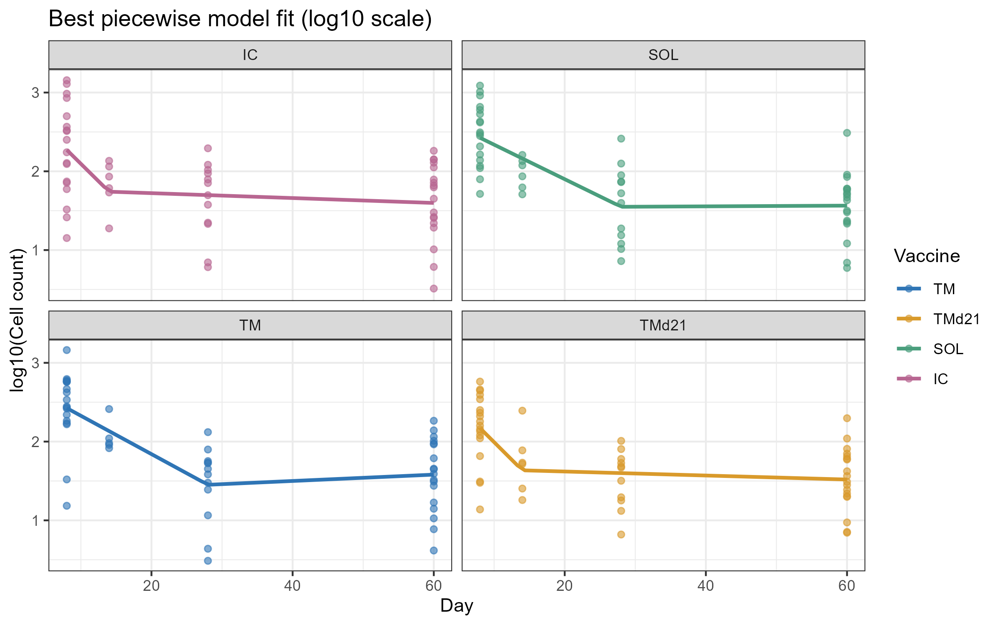 Best piecewise model fit (log10 scale)
IC
SOL
3
2
1
TM
TMd21
3
2
1
20
40
60
20
40
60
Day
log10(Cell count)
Vaccine
TM
TMd21
SOL
IC